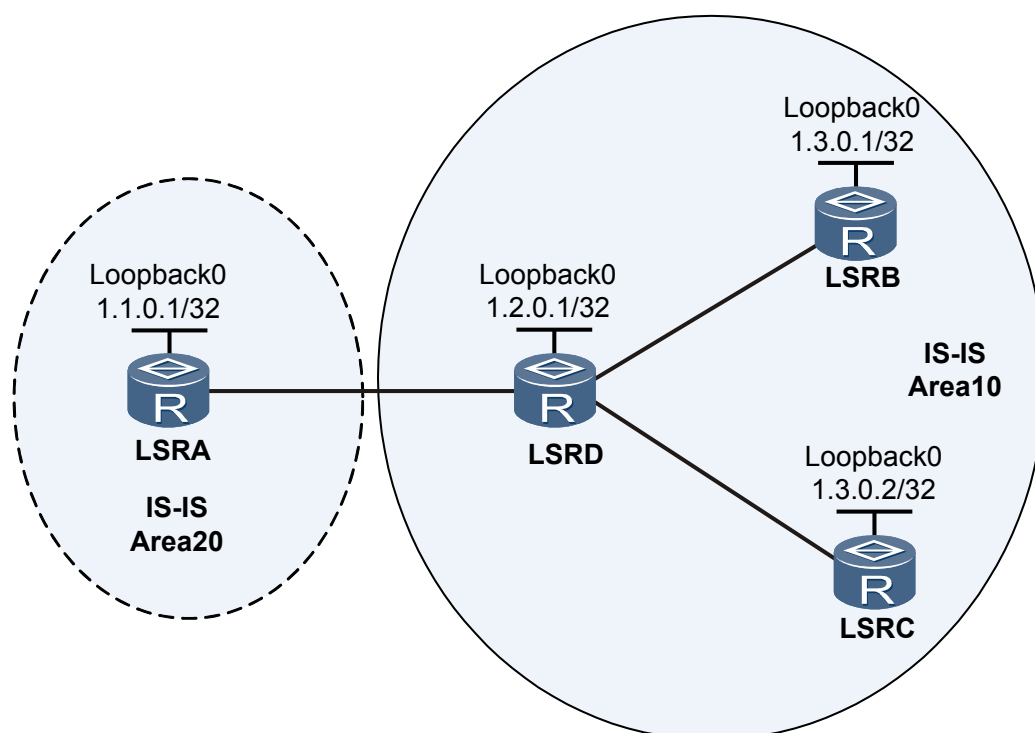 Loopback0
1.3.0.1/32
R
LSRB
Loopback0
1.1.0.1/32
R
LSRA
IS-IS
Area20
Loopback0
1.2.0.1/32
R
LSRD
IS-IS
Area10
Loopback0
1.3.0.2/32
R
LSRC